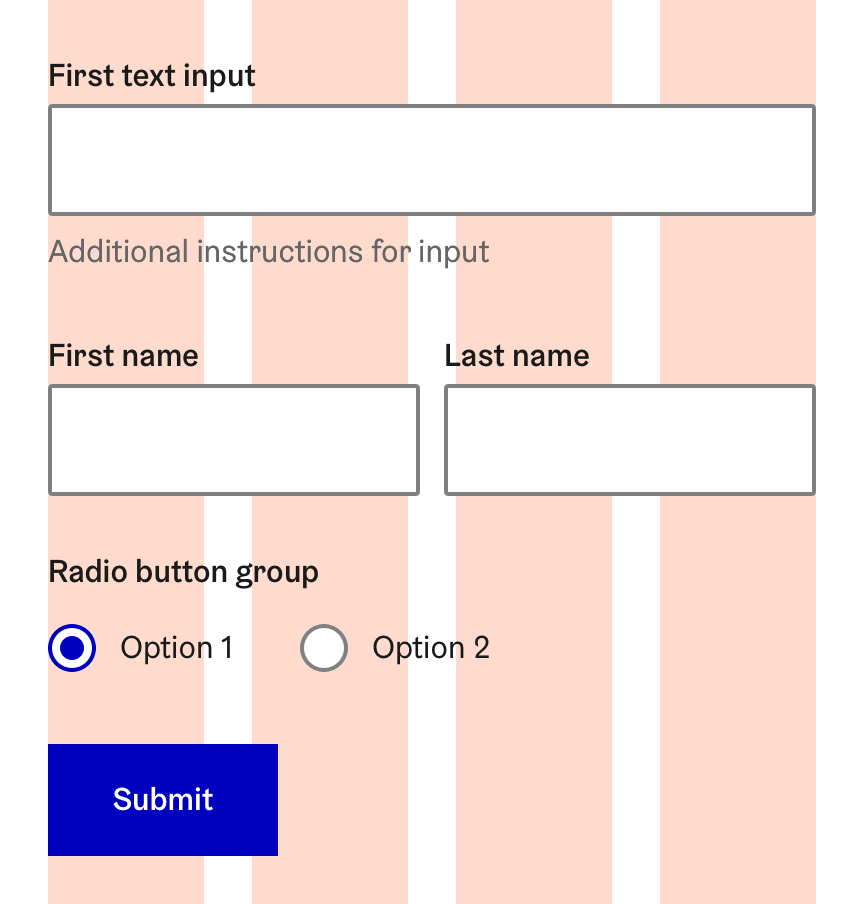 First text input
Additional instructions for input
First name Last name
Radio button group
Option 1 Option 2
Submit